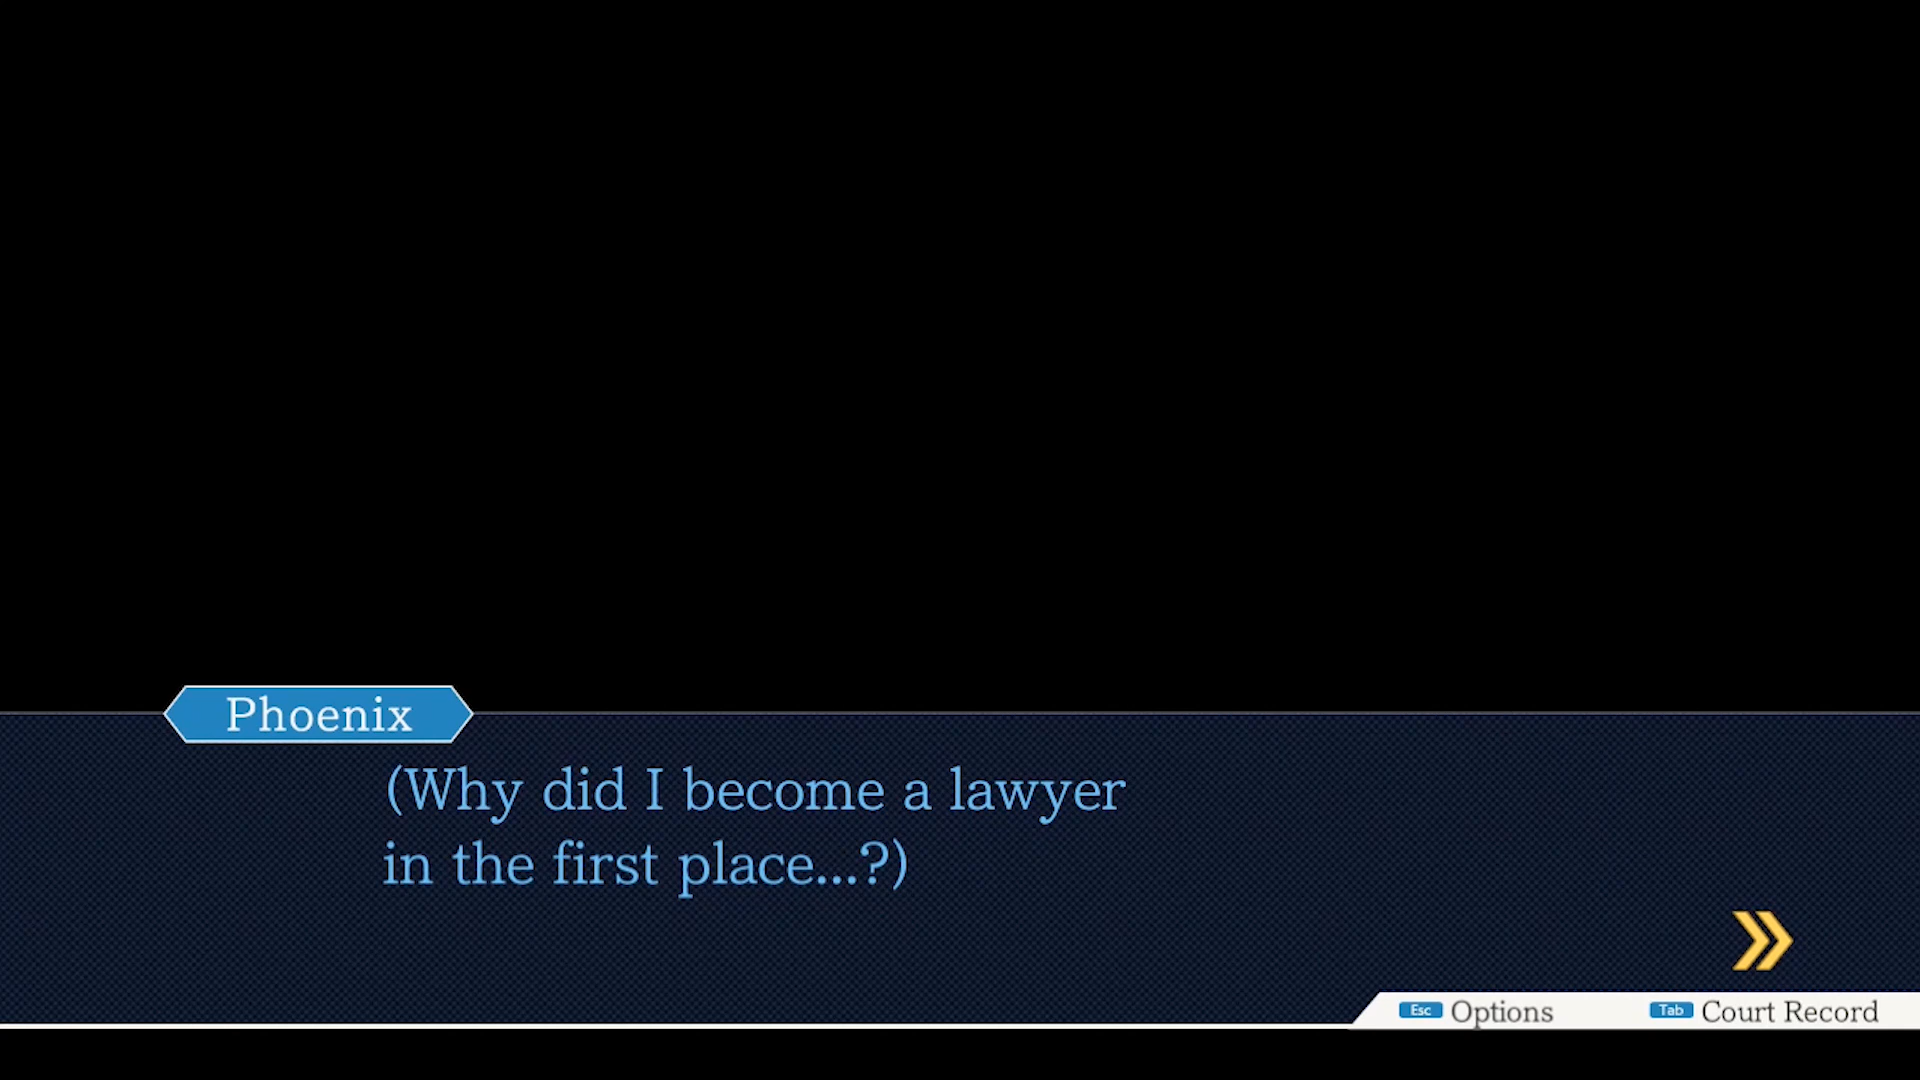 Phoenix
(Why did I become a lawyer
in the first place...?)
Esc Options Tab Court Record